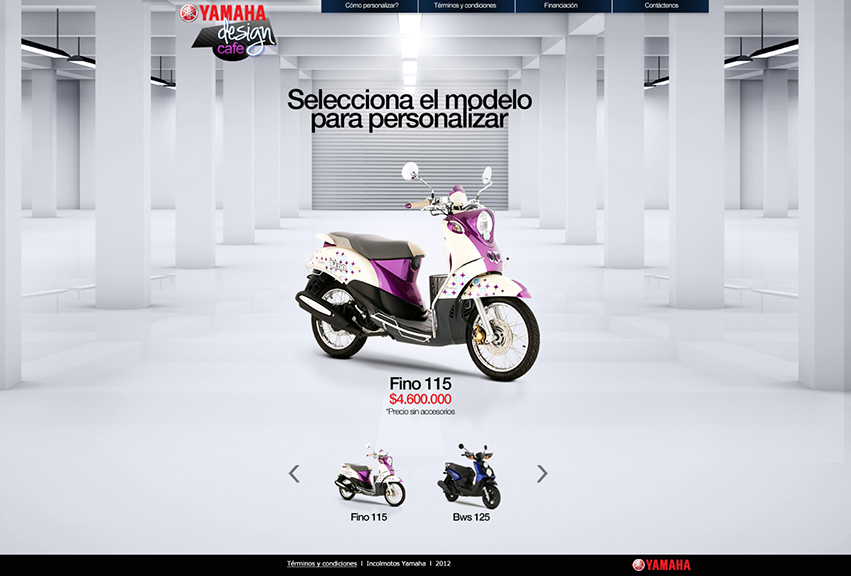 YAMAHA
design
cafe
Cómo personalizar?
Términos y condiciones
Financiación
Contáctenos
Selecciona el modelo
para personalizar
Fino 115
$4.600.000
*Precio sin accesorios
Fino 115
Bws 125
Términos y condiciones | Incolmotos Yamaha | 2012
YAMAHA